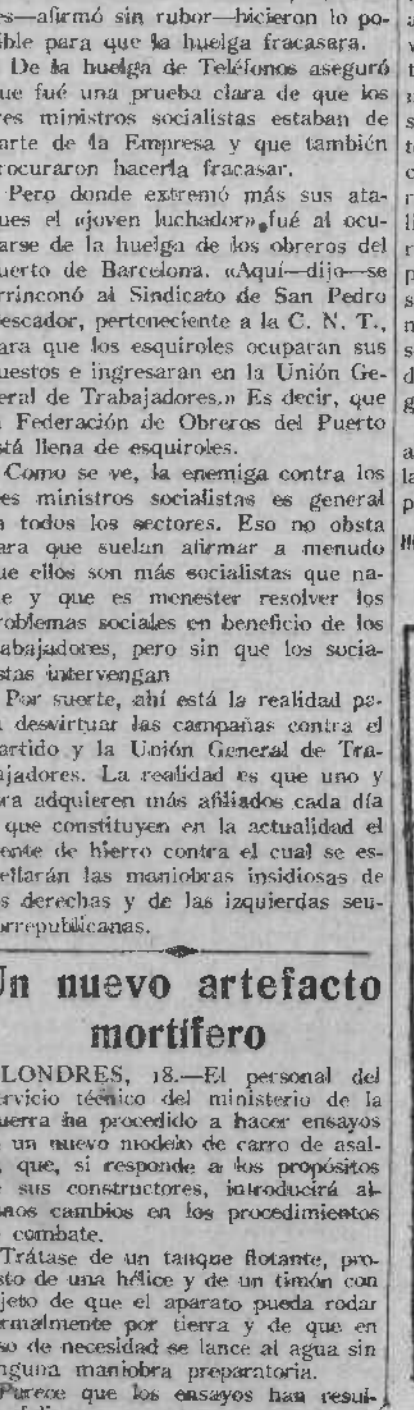 es—afirmó sin rubor—hicieron lo po-
ible para que la huelga fracasara.
De la huelga de Teléfonos aseguró
ue fué una prueba clara de que los
res ministros socialistas estaban de
arte de la Empresa y que también
rocuraron hacerla fracasar.
Pero donde extremó más sus ata-
ues el «joven luchador» fué al ocu-
arse de la huelga de los obreros del
uerto de Barcelona. «Aquí—dijo—se
rrinconó al Sindicato de San Pedro
escador, perteneciente a la C. N. T.,
ara que los esquiroles ocuparan sus
uestos e ingresaran en la Unión Ge-
eral de Trabajadores.» Es decir, que
a Federación de Obreros del Puerto
stá llena de esquiroles.
Como se ve, la enemiga contra los
es ministros socialistas es general
a todos los sectores. Eso no obsta
ara que suelan afirmar a menudo
ue ellos son más socialistas que na-
ie y que es menester resolver los
roblemas sociales en beneficio de los
abajadores, pero sin que los socia-
stas intervengan
Por suerte, ahí está la realidad pa-
a desvirtuar las campañas contra el
artido y la Unión General de Tra-
ajadores. La realidad es que uno y
ra adquieren más afiliados cada día
que constituyen en la actualidad el
ente de hierro contra el cual se es-
ellarán las maniobras insidiosas de
as derechas y de las izquierdas seu-
orrepublicanas.
Un nuevo artefacto
mortífero
LONDRES, 18.—El personal del
rvicio técnico del ministerio de la
uerra ha procedido a hacer ensayos
un nuevo modelo de carro de asal-
, que, si responde a los propósitos
e sus constructores, introducirá al-
unos cambios en los procedimientos
combate.
Trátase de un tanque flotante, pro-
sto de una hélice y de un timón con
jeto de que el aparato pueda rodar
rmalmente por tierra y de que en
so de necesidad se lance al agua sin
nguna maniobra preparatoria.
Parece que los ensayos han resul-